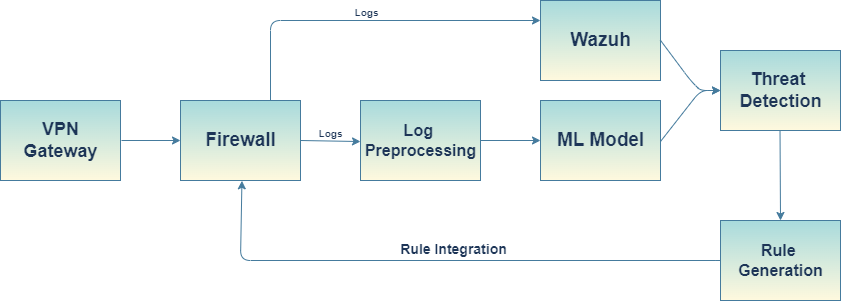 Logs
Wazuh
Threat
Detection
VPN
Gateway
Firewall
Logs
Log
Preprocessing
ML Model
Rule Integration
Rule
Generation